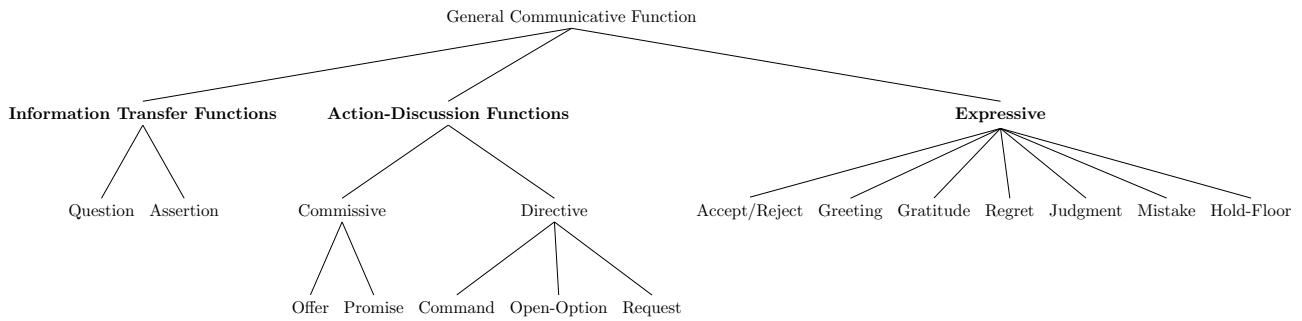 General Communicative Function
Information Transfer Functions Action-Discussion Functions Expressive
Question Assertion Commissive Directive Accept/Reject Greeting Gratitude Regret Judgment Mistake Hold-Floor
Offer Promise Command Open-Option Request